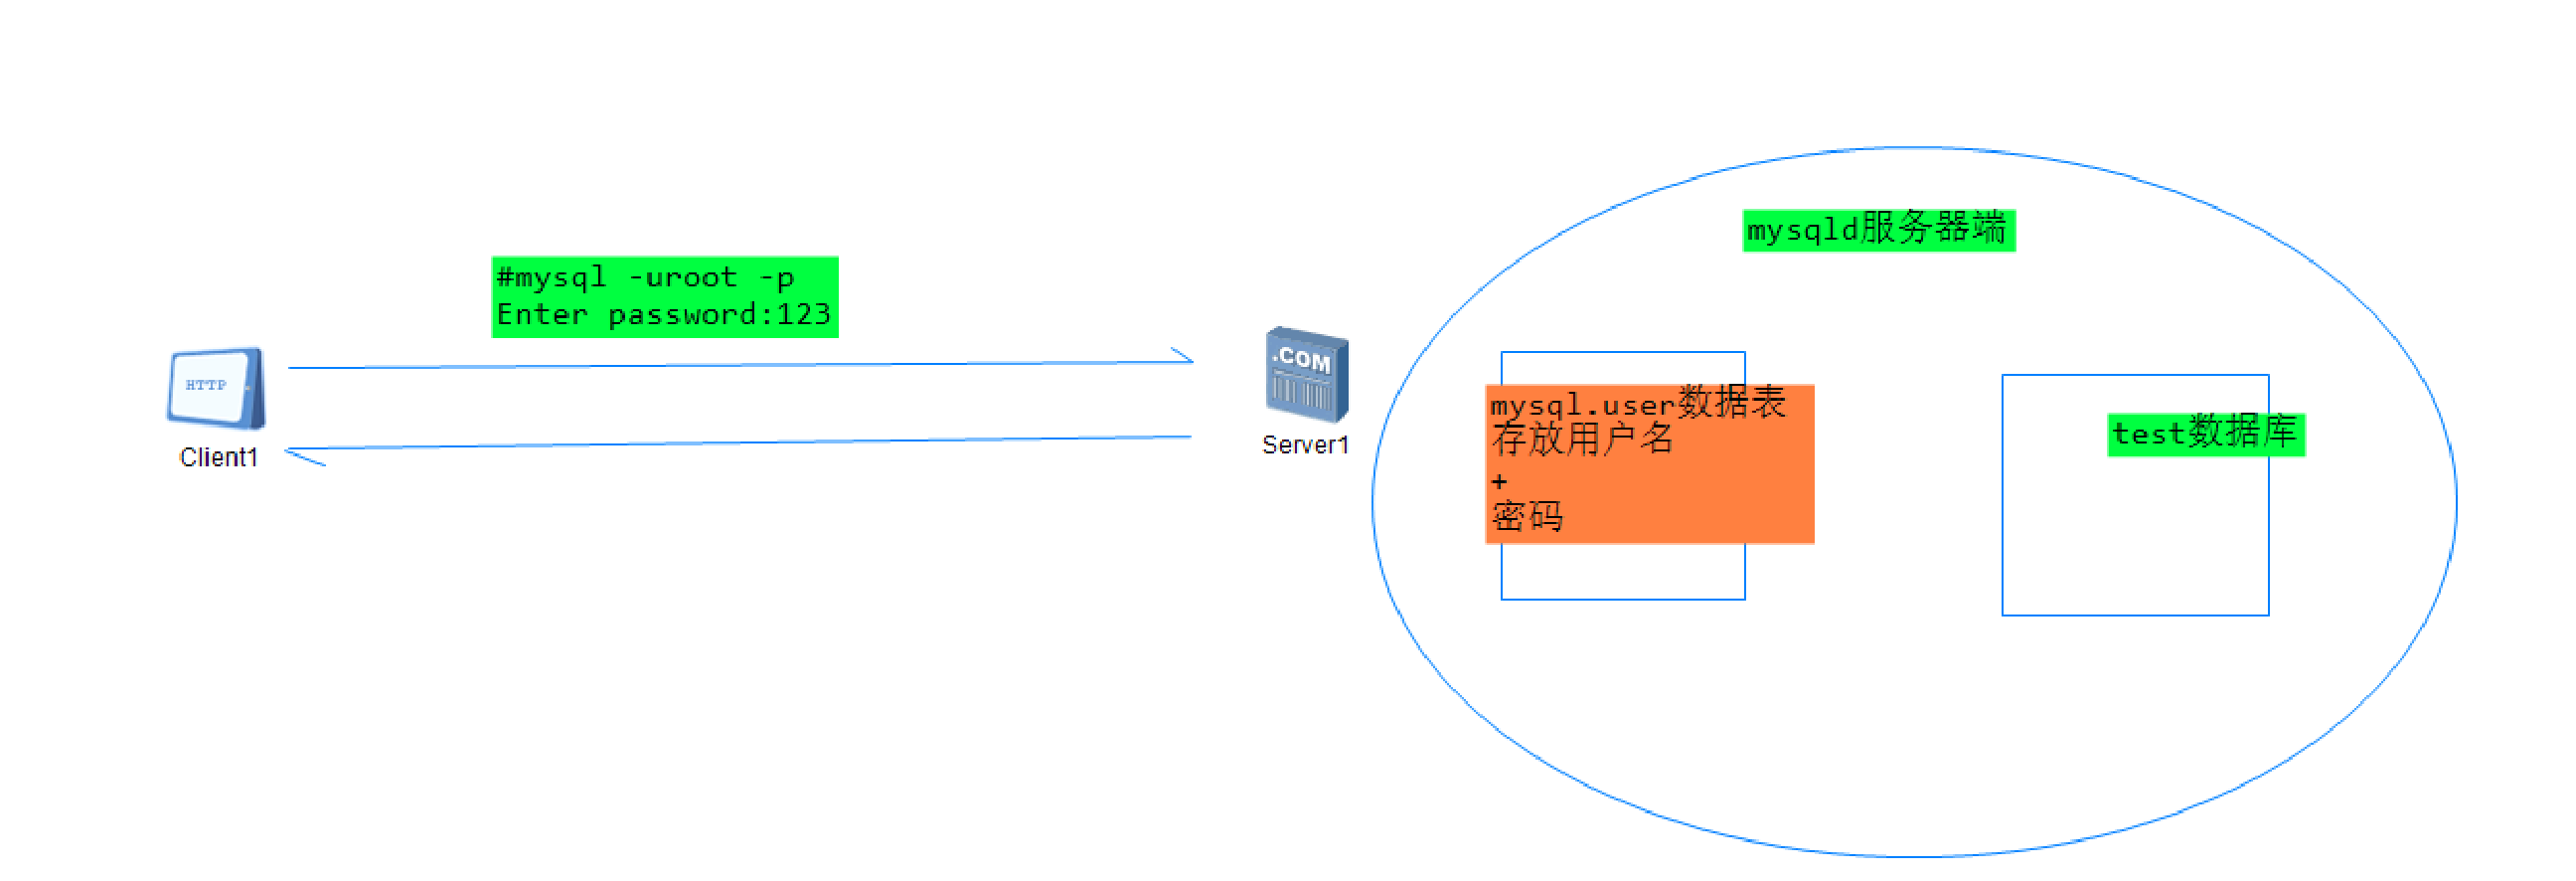 #mysql -uroot -p
Enter password:123
HTTP
Client1
.COM
Server1
mysqld服务器端
mysql.user数据表
存放用户名
+
密码
test数据库